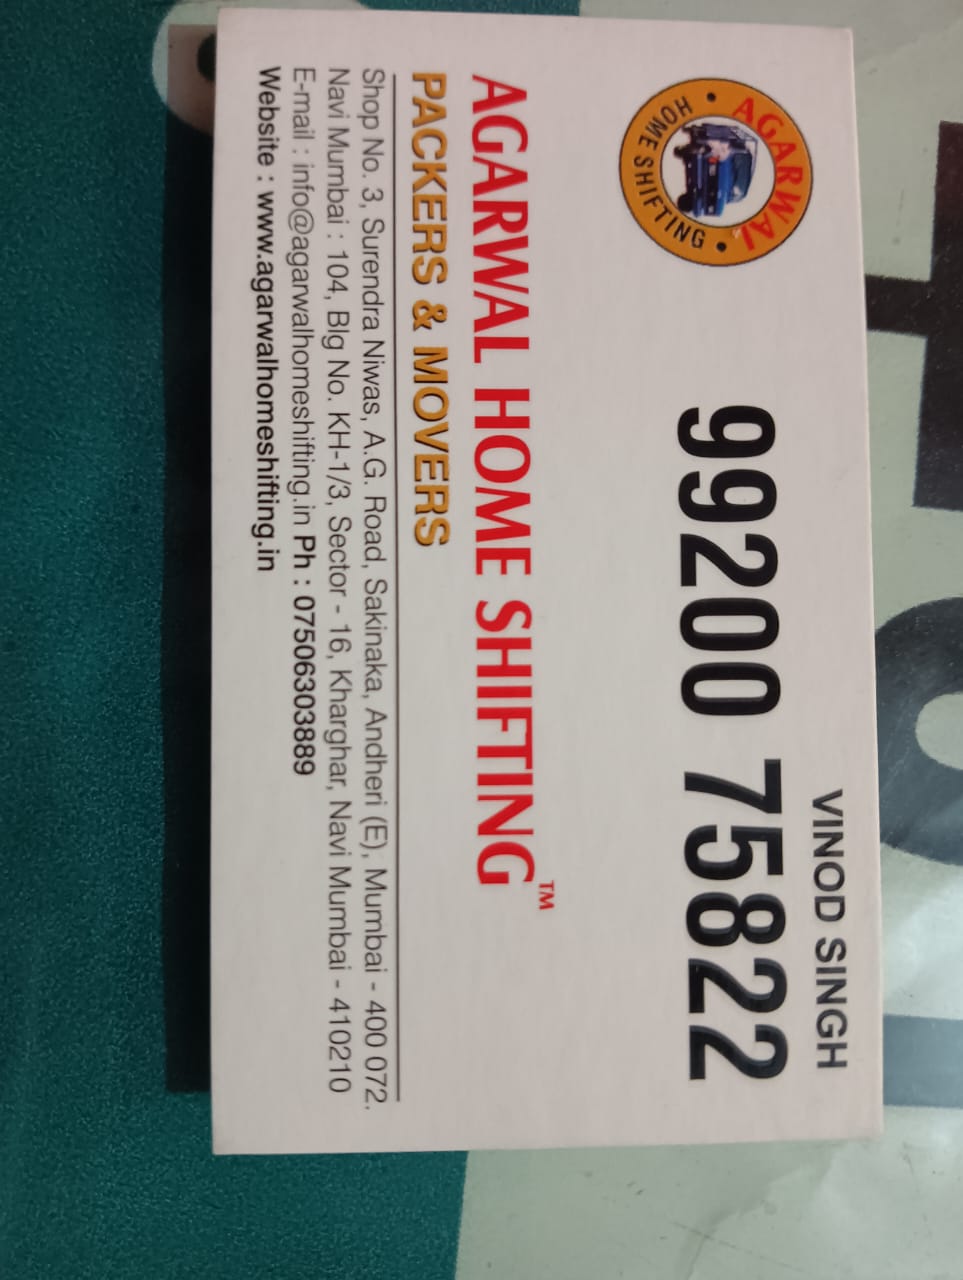 VINOD SINGH
AGARWAL
HOME SHIFTING
99200 75822
AGARWAL HOME SHIFTING™
PACKERS & MOVERS
Shop No. 3, Surendra Niwas, A.G. Road, Sakinaka, Andheri (E), Mumbai - 400 072.
Navi Mumbai : 104, Blg No. KH-1/3, Sector - 16, Kharghar, Navi Mumbai - 410210
E-mail : info@agarwalhomeshifting.in Ph : 07506303889
Website : www.agarwalhomeshifting.in